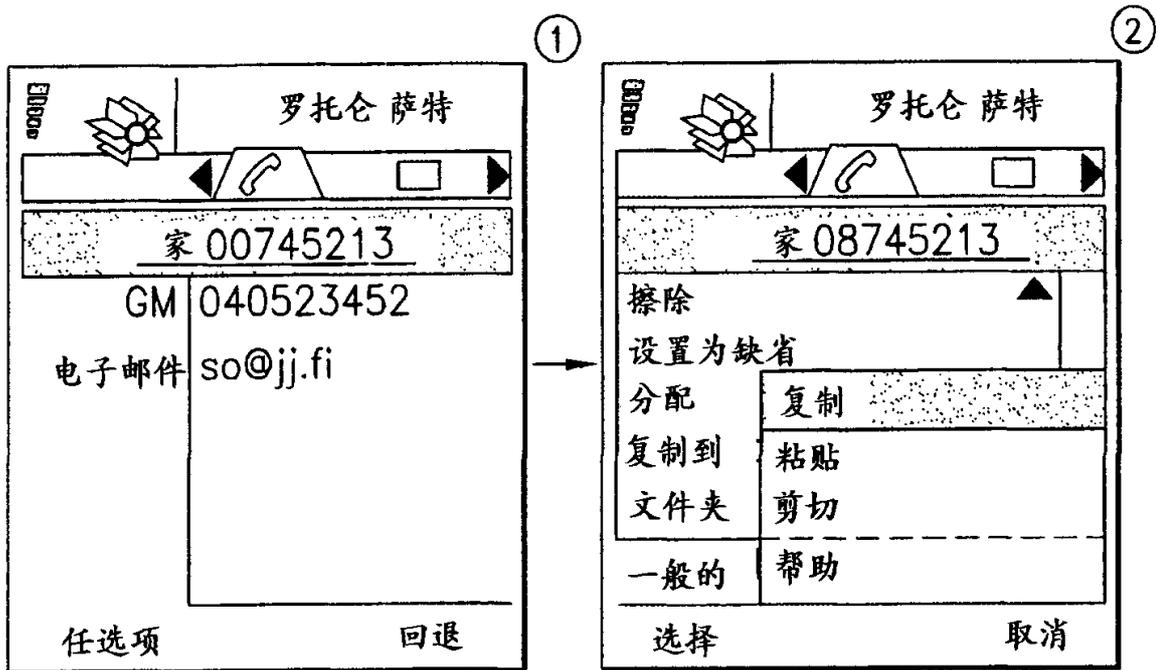 ①
罗托仑 萨特
家 00745213
GM 040523452
电子邮件 so@jj.fi
任选项 回退
②
罗托仑 萨特
家 08745213
擦除
设置为缺省
分配
复制到
文件夹
一般的
复制
粘贴
剪切
帮助
选择 取消